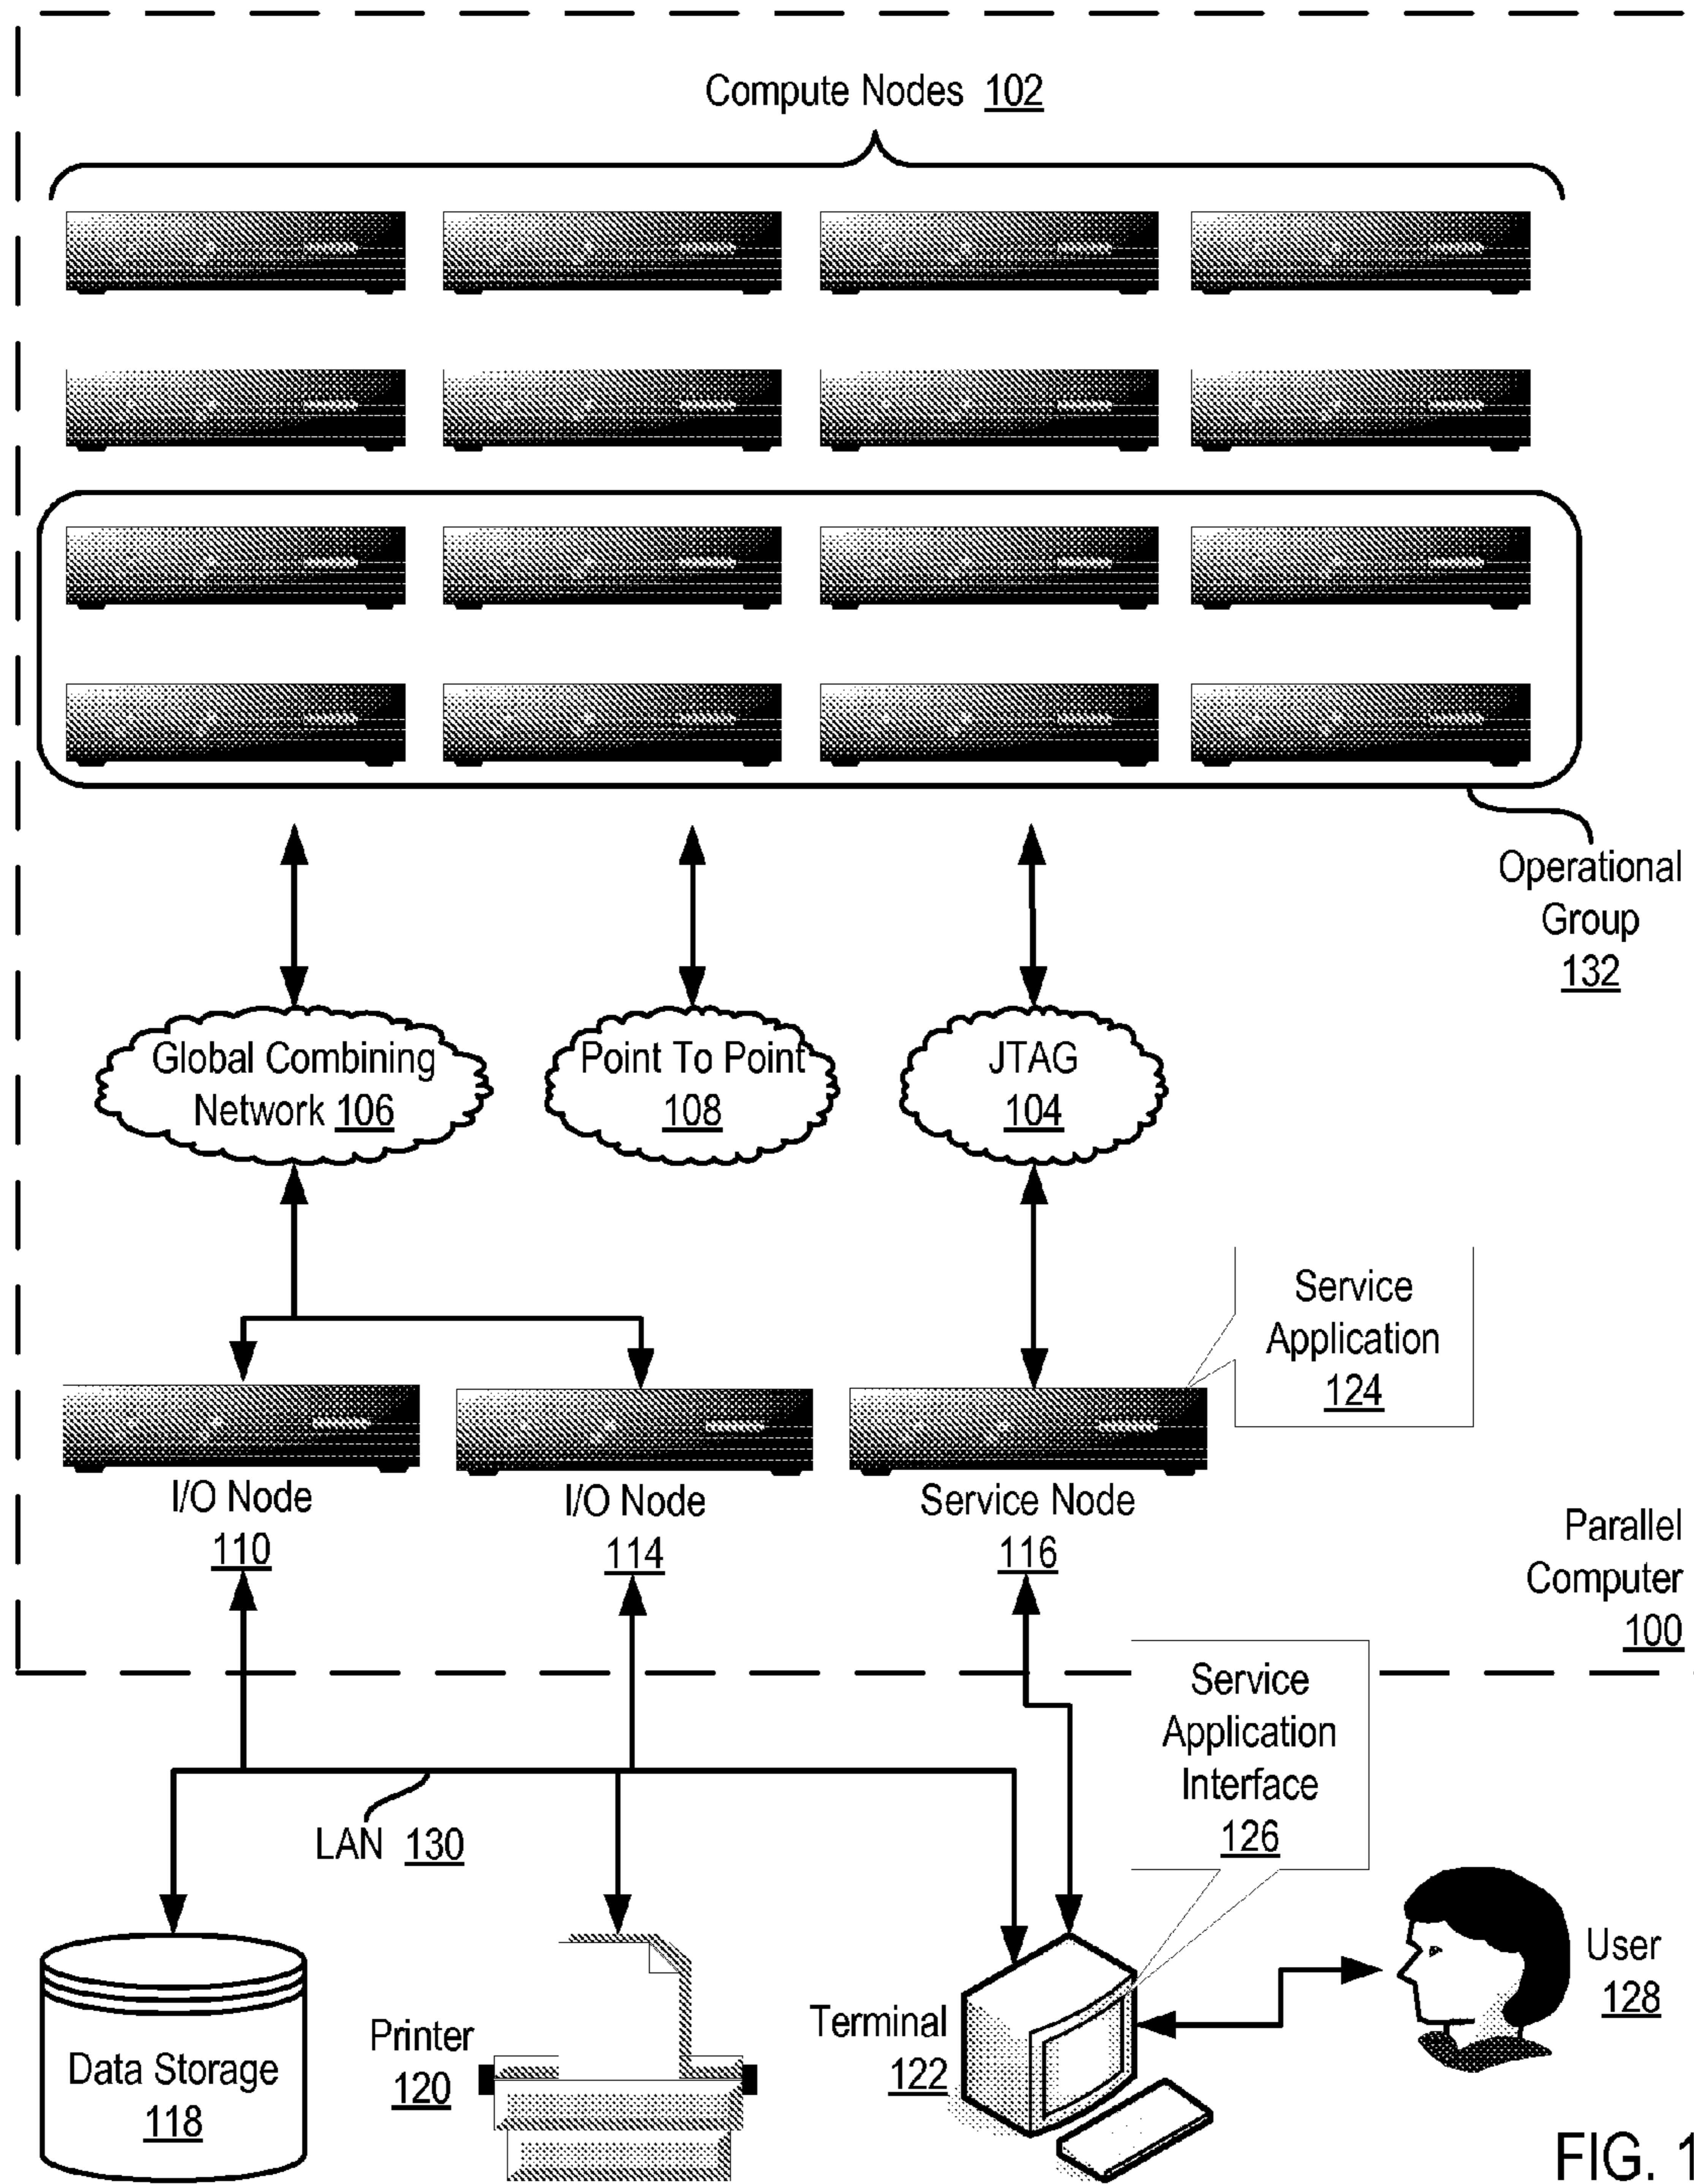 Compute Nodes 102
Operational
Group
132
Global Combining
Network 106
Point To Point
108
JTAG
104
Service
Application
124
I/O Node
110
I/O Node
114
Service Node
116
Parallel
Computer
100
Service
Application
Interface
126
LAN 130
Data Storage
118
Printer
120
Terminal
122
User
128
FIG. 1